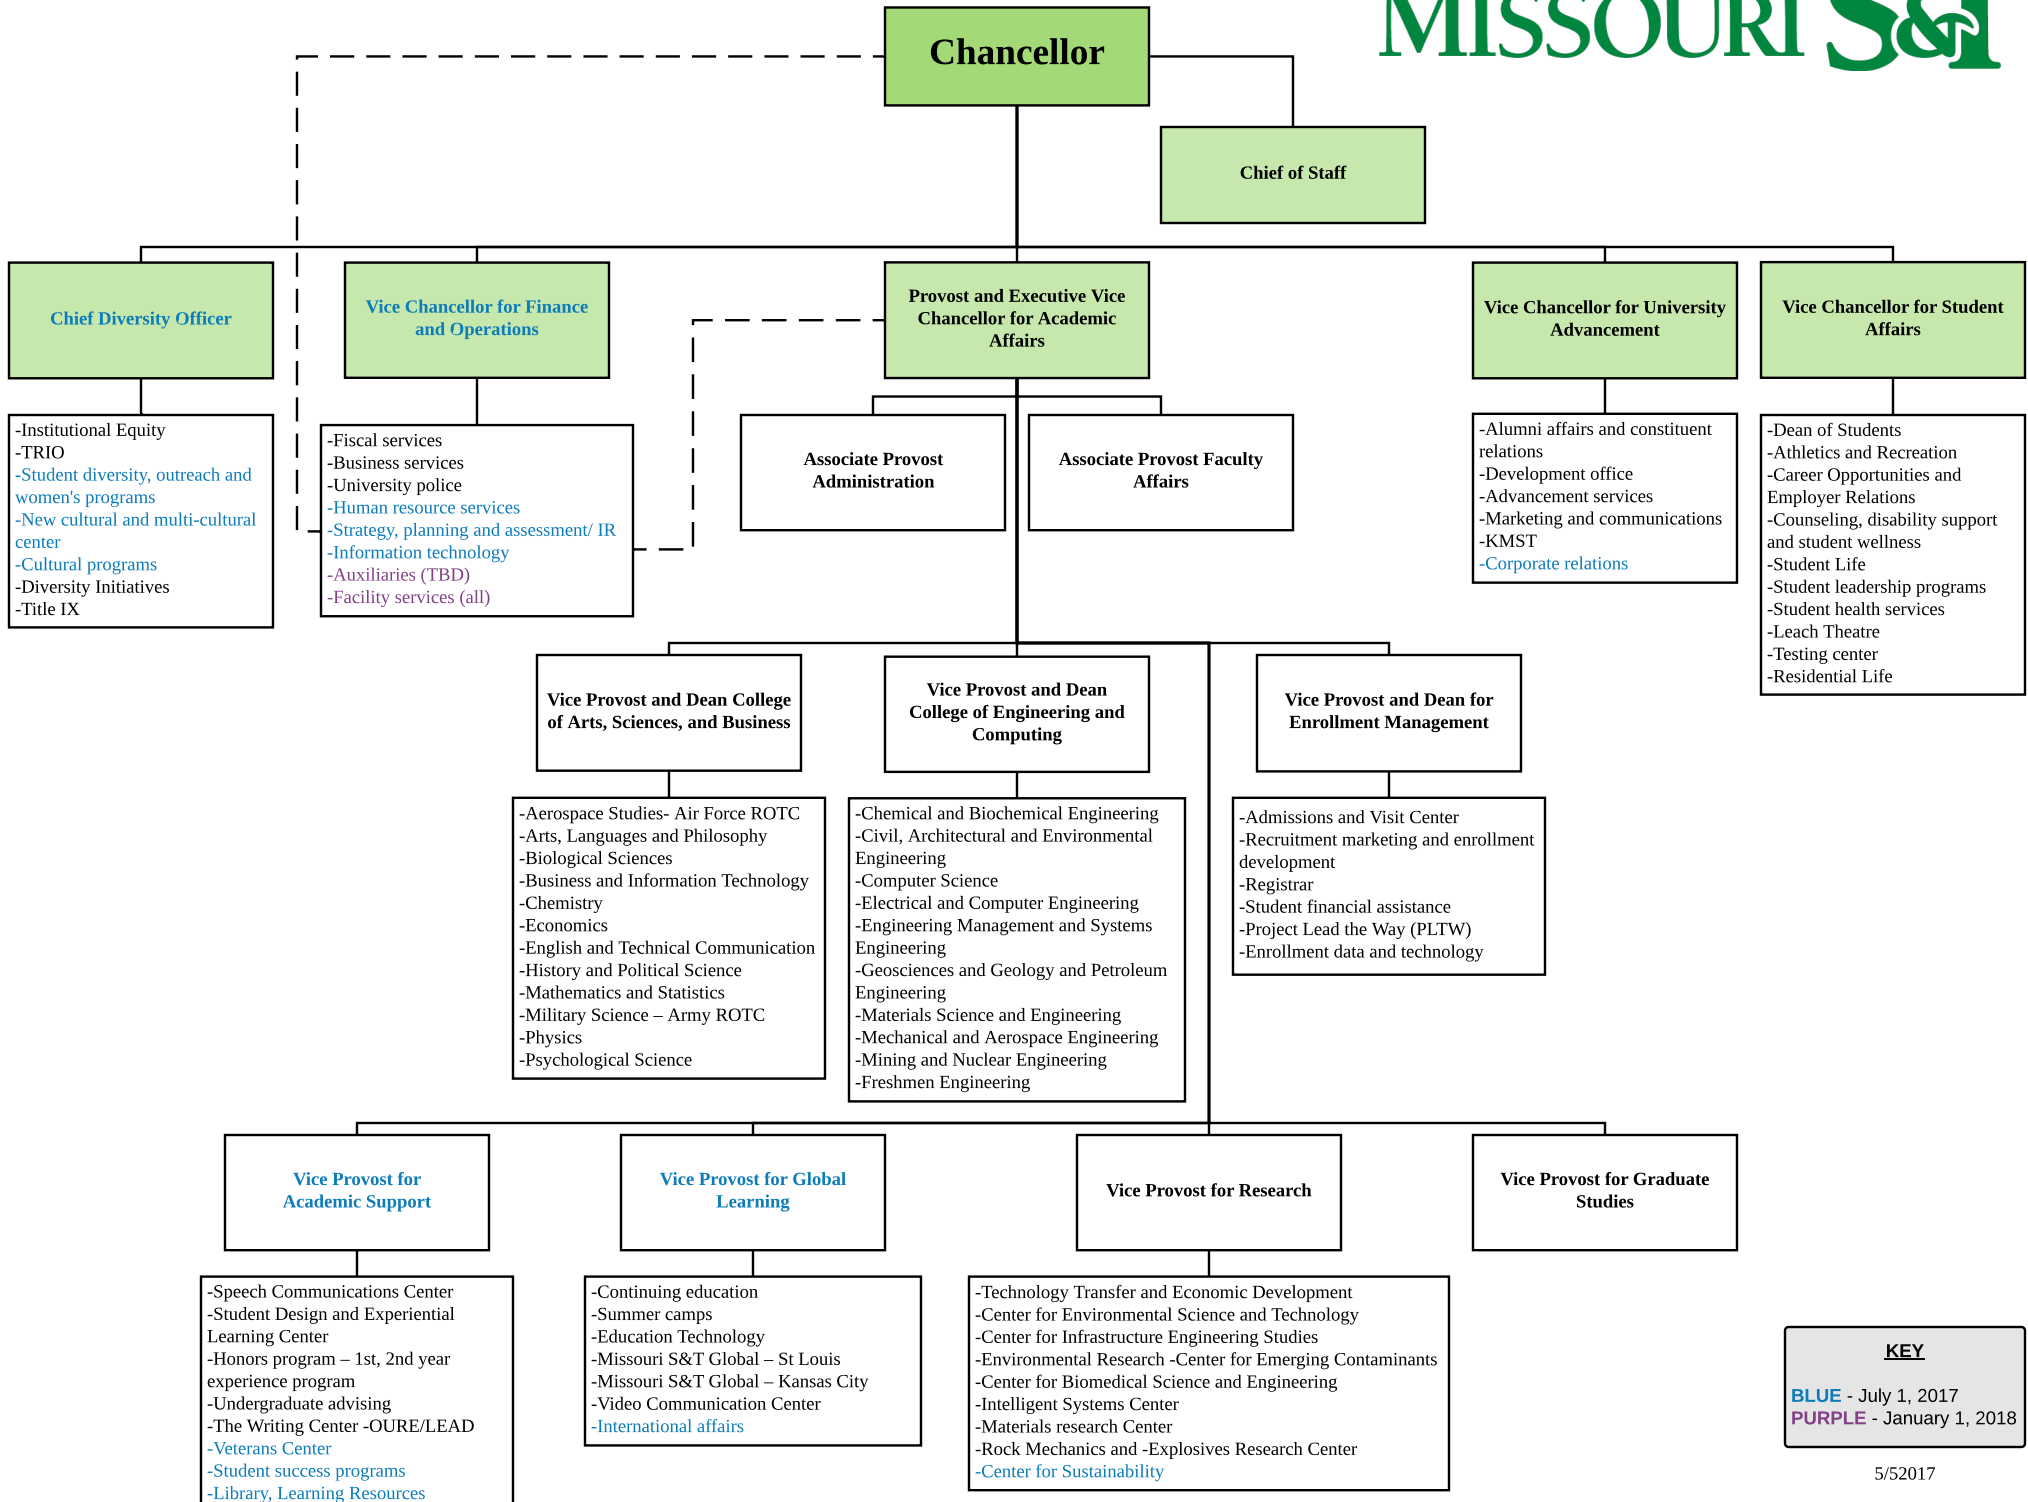 MISSOURI S&T
Chancellor
Chief of Staff
Chief Diversity Officer
Vice Chancellor for Finance
and Operations
Provost and Executive Vice
Chancellor for Academic
Affairs
Vice Chancellor for University
Advancement
Vice Chancellor for Student
Affairs
-Institutional Equity
-TRIO
-Student diversity, outreach and
women's programs
-New cultural and multi-cultural
center
-Cultural programs
-Diversity Initiatives
-Title IX
-Fiscal services
-Business services
-University police
-Human resource services
-Strategy, planning and assessment/ IR
-Information technology
-Auxiliaries (TBD)
-Facility services (all)
Associate Provost
Administration
Associate Provost Faculty
Affairs
-Alumni affairs and constituent
relations
-Development office
-Advancement services
-Marketing and communications
-KMST
-Corporate relations
-Dean of Students
-Athletics and Recreation
-Career Opportunities and
Employer Relations
-Counseling, disability support
and student wellness
-Student Life
-Student leadership programs
-Student health services
-Leach Theatre
-Testing center
-Residential Life
Vice Provost and Dean College
of Arts, Sciences, and Business
Vice Provost and Dean
College of Engineering and
Computing
Vice Provost and Dean for
Enrollment Management
-Aerospace Studies- Air Force ROTC
-Arts, Languages and Philosophy
-Biological Sciences
-Business and Information Technology
-Chemistry
-Economics
-English and Technical Communication
-History and Political Science
-Mathematics and Statistics
-Military Science – Army ROTC
-Physics
-Psychological Science
-Chemical and Biochemical Engineering
-Civil, Architectural and Environmental
Engineering
-Computer Science
-Electrical and Computer Engineering
-Engineering Management and Systems
Engineering
-Geosciences and Geology and Petroleum
Engineering
-Materials Science and Engineering
-Mechanical and Aerospace Engineering
-Mining and Nuclear Engineering
-Freshmen Engineering
-Admissions and Visit Center
-Recruitment marketing and enrollment
development
-Registrar
-Student financial assistance
-Project Lead the Way (PLTW)
-Enrollment data and technology
Vice Provost for
Academic Support
Vice Provost for Global
Learning
Vice Provost for Research
Vice Provost for Graduate
Studies
-Speech Communications Center
-Student Design and Experiential
Learning Center
-Honors program – 1st, 2nd year
experience program
-Undergraduate advising
-The Writing Center -OURE/LEAD
-Veterans Center
-Student success programs
-Library, Learning Resources
-Continuing education
-Summer camps
-Education Technology
-Missouri S&T Global – St Louis
-Missouri S&T Global – Kansas City
-Video Communication Center
-International affairs
-Technology Transfer and Economic Development
-Center for Environmental Science and Technology
-Center for Infrastructure Engineering Studies
-Environmental Research -Center for Emerging Contaminants
-Center for Biomedical Science and Engineering
-Intelligent Systems Center
-Materials research Center
-Rock Mechanics and -Explosives Research Center
-Center for Sustainability
KEY
BLUE - July 1, 2017
PURPLE - January 1, 2018
5/52017